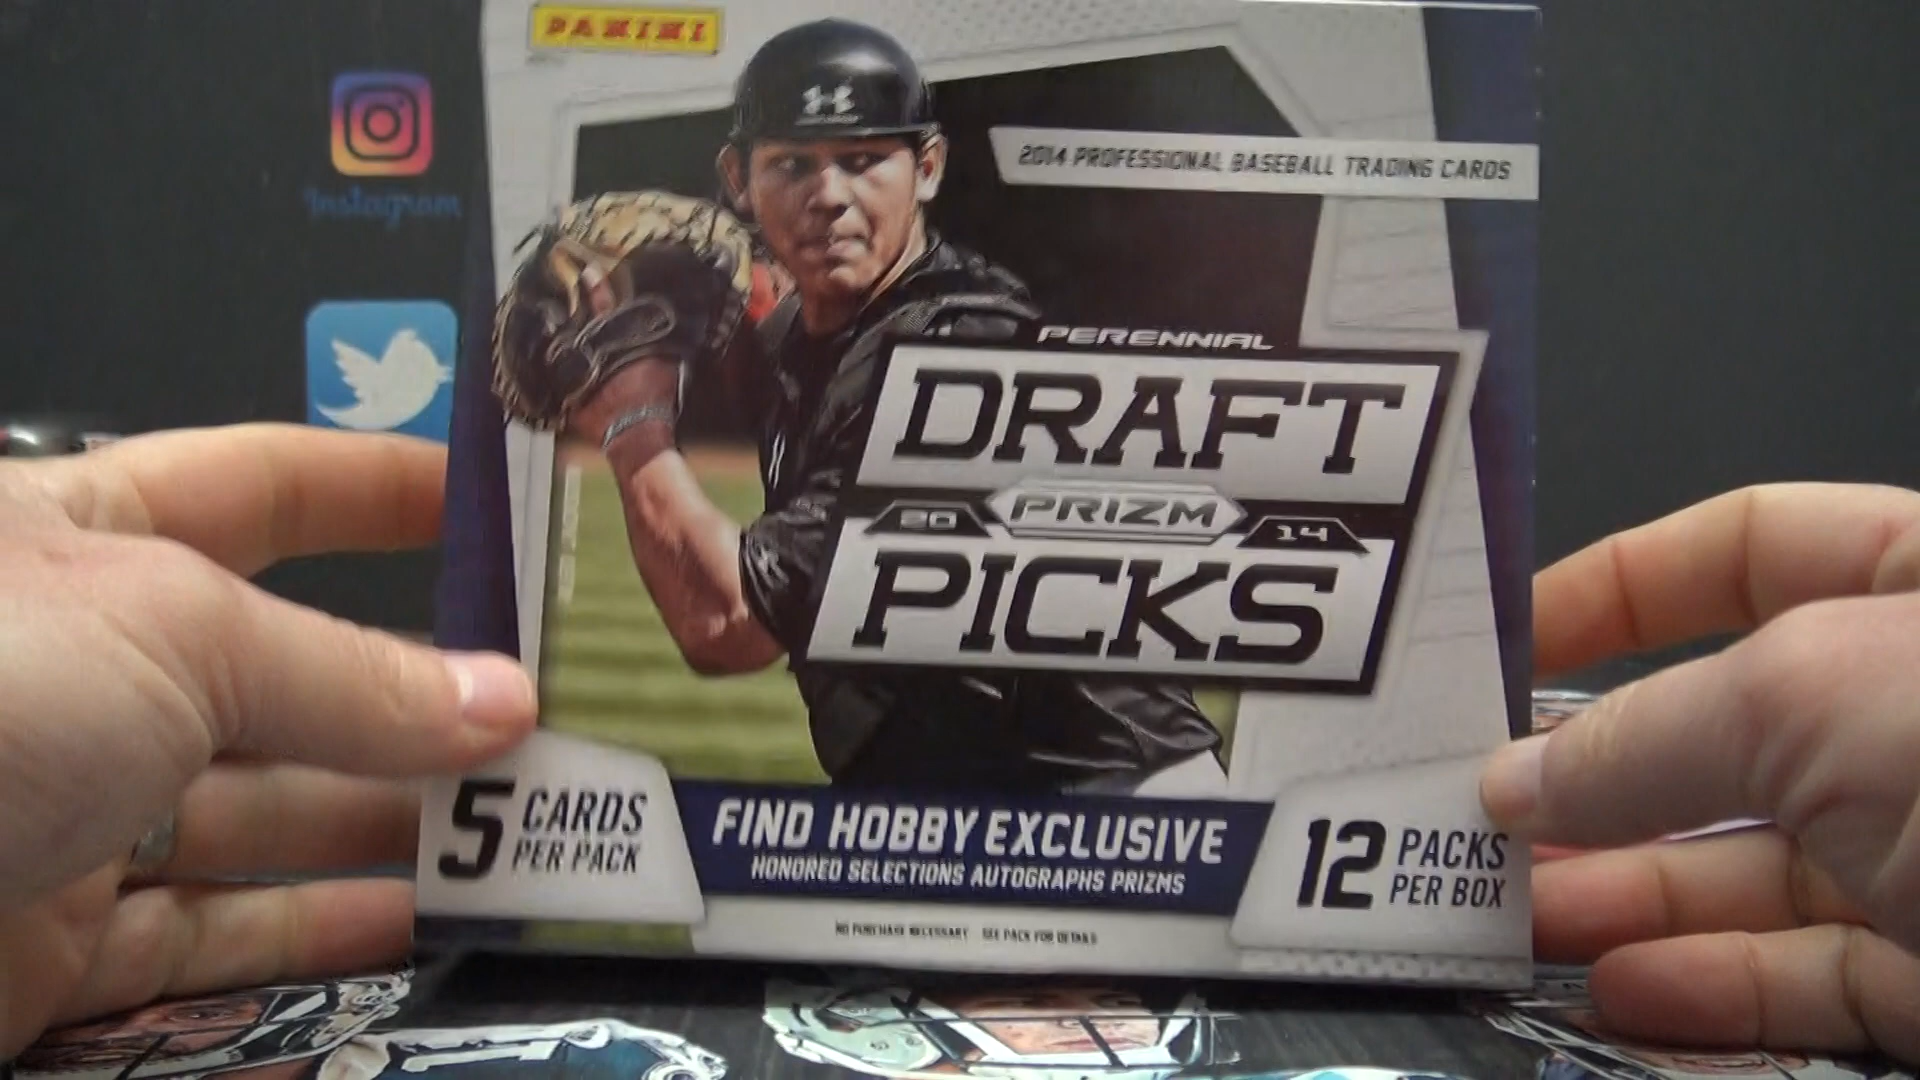 PANINI
Instagram
2014 PROFESSIONAL BASEBALL TRADING CARDS
PERENNIAL
DRAFT
20 PRIZM 14
PICKS
5 CARDS PER PACK
FIND HOBBY EXCLUSIVE
HONORED SELECTIONS AUTOGRAPHS PRIZMS
12 PACKS PER BOX
NO PURCHASE NECESSARY SEE PACK FOR DETAILS